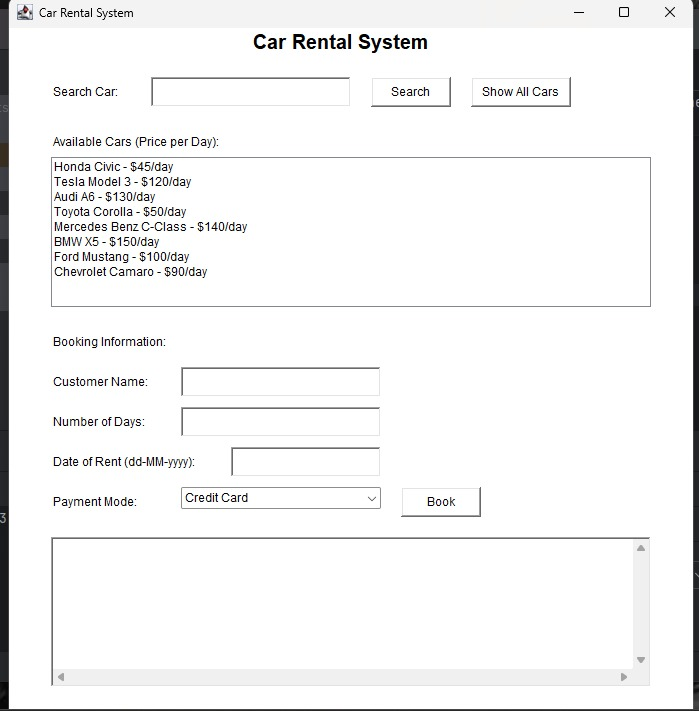 Car Rental System
Car Rental System
Search Car: Search Show All Cars
Available Cars (Price per Day):
Honda Civic - $45/day
Tesla Model 3 - $120/day
Audi A6 - $130/day
Toyota Corolla - $50/day
Mercedes Benz C-Class - $140/day
BMW X5 - $150/day
Ford Mustang - $100/day
Chevrolet Camaro - $90/day
Booking Information:
Customer Name:
Number of Days:
Date of Rent (dd-MM-yyyy):
Payment Mode: Credit Card Book